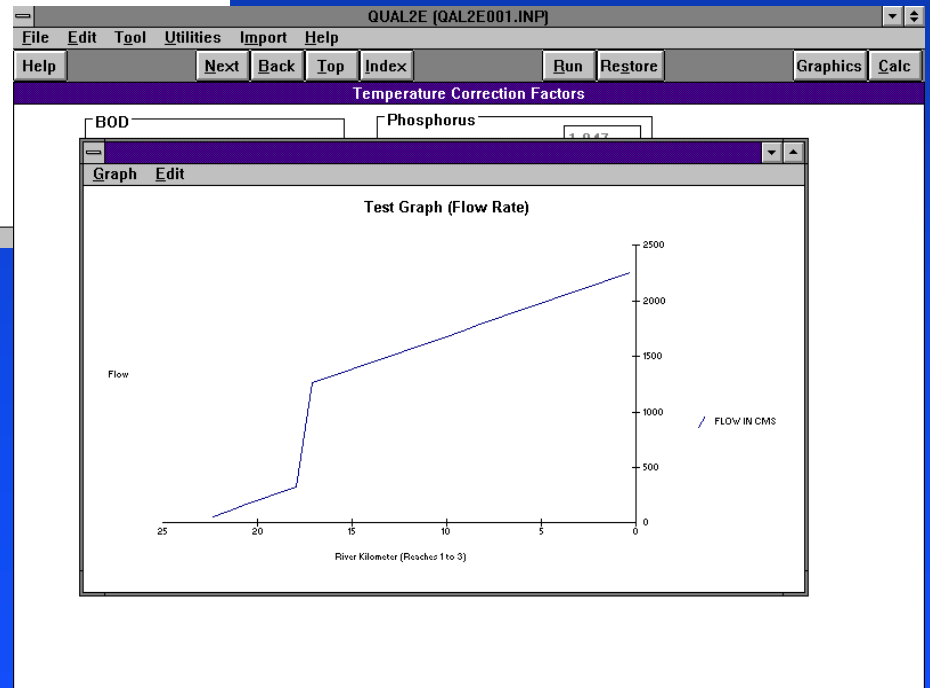 QUAL2E (QAL2E001.INP)
File Edit Tool Utilities Import Help
Help Next Back Top Index Run Restore Graphics Calc
Temperature Correction Factors
BOD Phosphorus
Graph Edit
Test Graph (Flow Rate)
2500
2000
1500
Flow
1000
FLOW IN CMS
500
0
25 20 15 10 5 0
River Kilometer (Reaches 1 to 3)